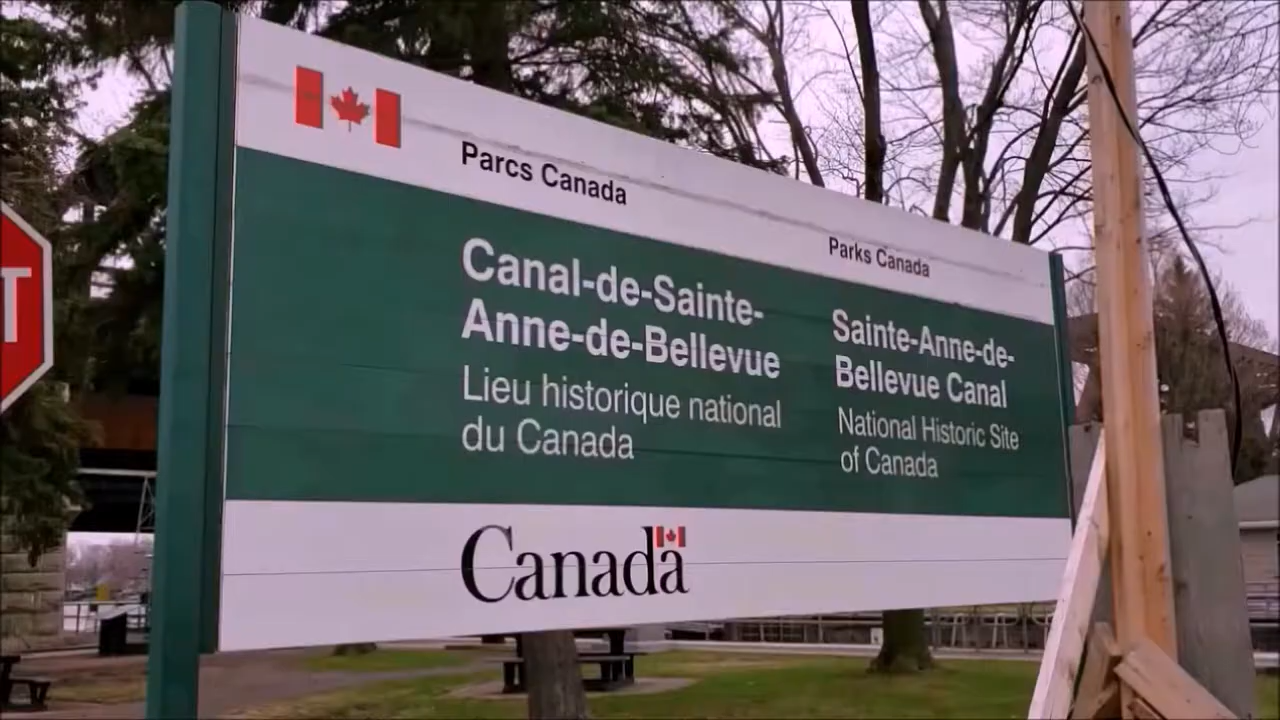 Parcs Canada
Canal-de-Sainte-
Anne-de-Bellevue
Lieu historique national
du Canada
Parks Canada
Sainte-Anne-de-
Bellevue Canal
National Historic Site
of Canada
Canada
T